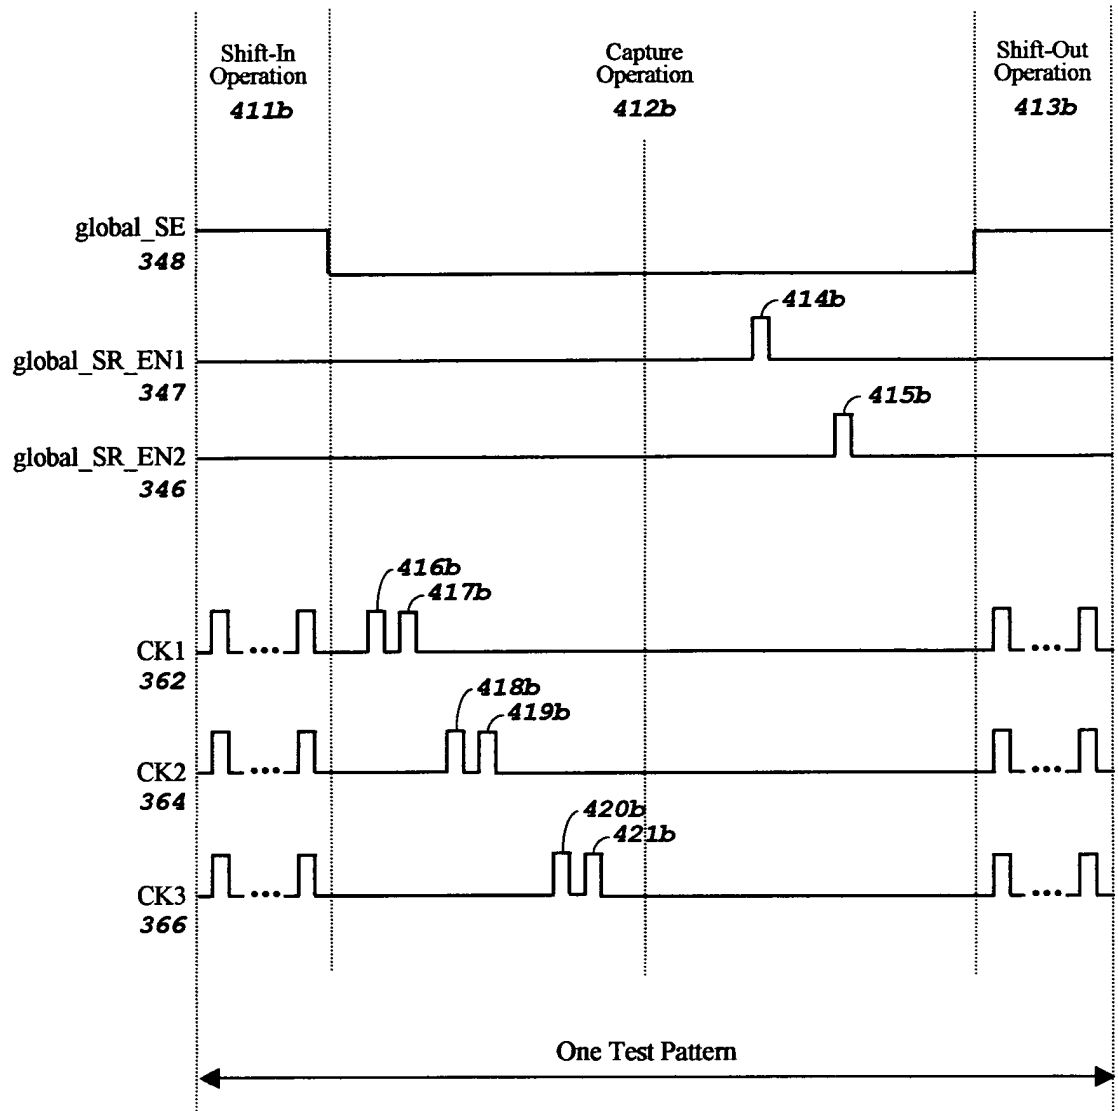 Shift-In
Operation
411b
Capture
Operation
412b
Shift-Out
Operation
413b
global_SE
348
414b
global_SR_EN1
347
415b
global_SR_EN2
346
416b
417b
CK1
362
418b
419b
CK2
364
420b
421b
CK3
366
One Test Pattern